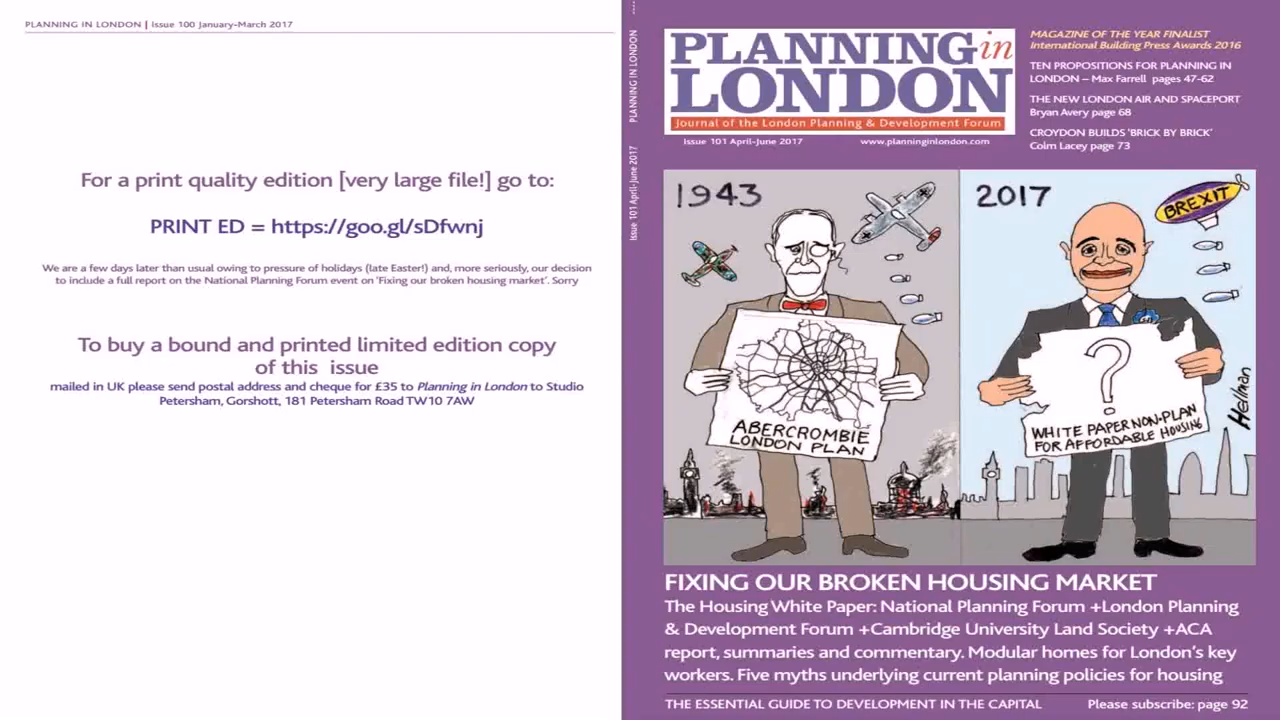 PLANNING IN LONDON | Issue 100 January-March 2017
For a print quality edition [very large file!] go to:
PRINT ED = https://goo.gl/sDfwnj
We are a few days later than usual owing to pressure of holidays (late Easter!) and, more seriously, our decision
to include a full report on the National Planning Forum event on 'Fixing our broken housing market'. Sorry
To buy a bound and printed limited edition copy
of this issue
mailed in UK please send postal address and cheque for £35 to Planning in London to Studio
Petersham, Gorshott, 181 Petersham Road TW10 7AW
PLANNING IN LONDON
Issue 101 April-June 2017
PLANNING in
LONDON
Journal of the London Planning & Development Forum
Issue 101 April-June 2017 www.planninginlondon.com
MAGAZINE OF THE YEAR FINALIST
International Building Press Awards 2016
TEN PROPOSITIONS FOR PLANNING IN
LONDON – Max Farrell pages 47-62
THE NEW LONDON AIR AND SPACEPORT
Bryan Avery page 68
CROYDON BUILDS 'BRICK BY BRICK'
Colm Lacey page 73
1943
ABERCROMBIE
LONDON PLAN
2017
BREXIT
?
WHITE PAPER NON-PLAN
FOR AFFORDABLE HOUSING
Hellman
FIXING OUR BROKEN HOUSING MARKET
The Housing White Paper: National Planning Forum +London Planning
& Development Forum +Cambridge University Land Society +ACA
report, summaries and commentary. Modular homes for London's key
workers. Five myths underlying current planning policies for housing
THE ESSENTIAL GUIDE TO DEVELOPMENT IN THE CAPITAL Please subscribe: page 92